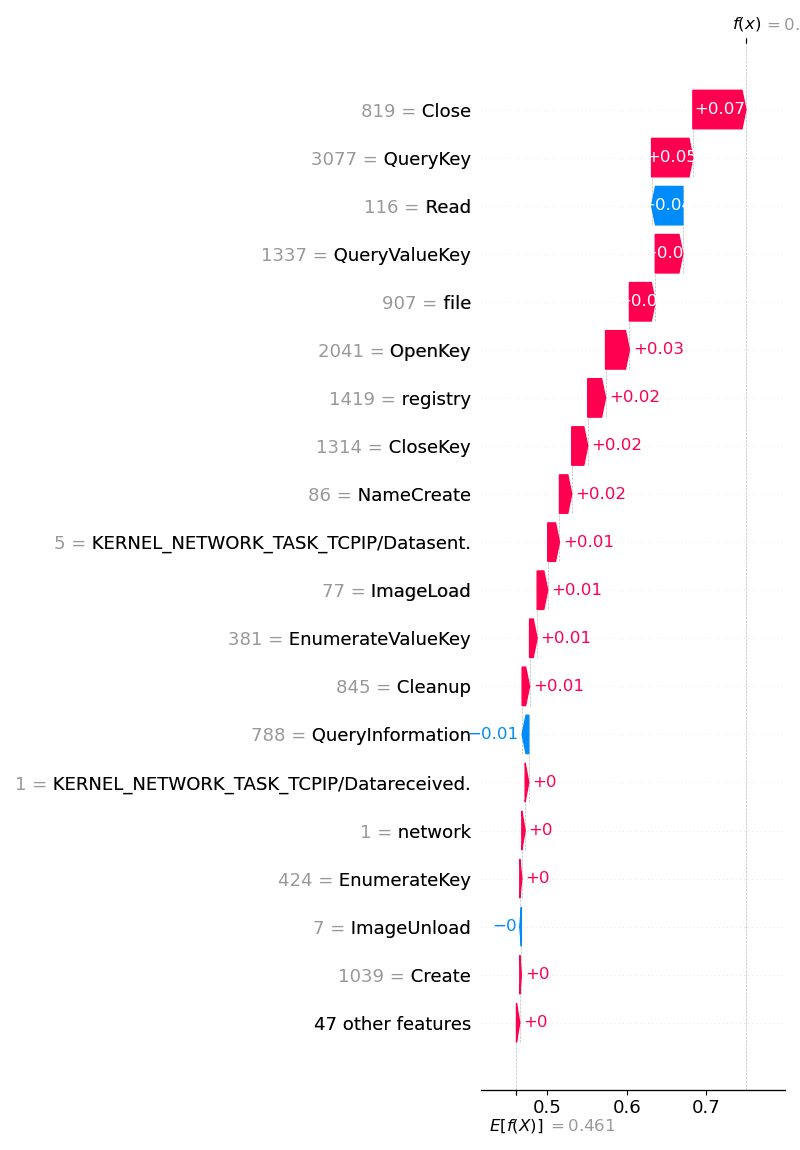 f(x) = 0.
819 = Close +0.07
3077 = QueryKey +0.05
116 = Read
1337 = QueryValueKey
907 = file
2041 = OpenKey +0.03
1419 = registry +0.02
1314 = CloseKey +0.02
86 = NameCreate +0.02
5 = KERNEL_NETWORK_TASK_TCPIP/Datasent. +0.01
77 = ImageLoad +0.01
381 = EnumerateValueKey +0.01
845 = Cleanup +0.01
788 = QueryInformation −0.01
1 = KERNEL_NETWORK_TASK_TCPIP/Datareceived. +0
1 = network +0
424 = EnumerateKey +0
7 = ImageUnload −0
1039 = Create +0
47 other features +0
0.5 0.6 0.7
E[f(X)] = 0.461